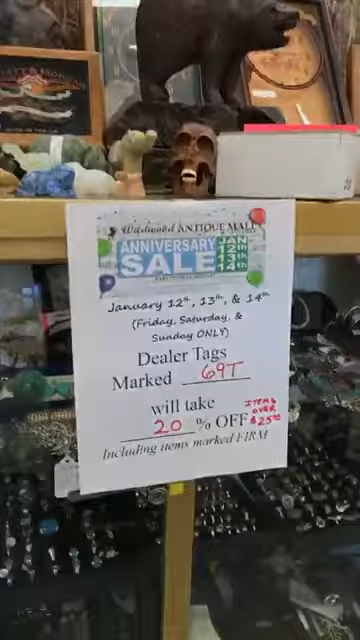 Wildwood ANTIQUE MALL
ANNIVERSARY
SALE
JAN
12th
13th
14th
January 12th, 13th, & 14th
(Friday, Saturday, &
Sunday ONLY)
Dealer Tags
Marked 69T
will take
20 % OFF
ITEMS
OVER
$25.00
Including items marked FIRM